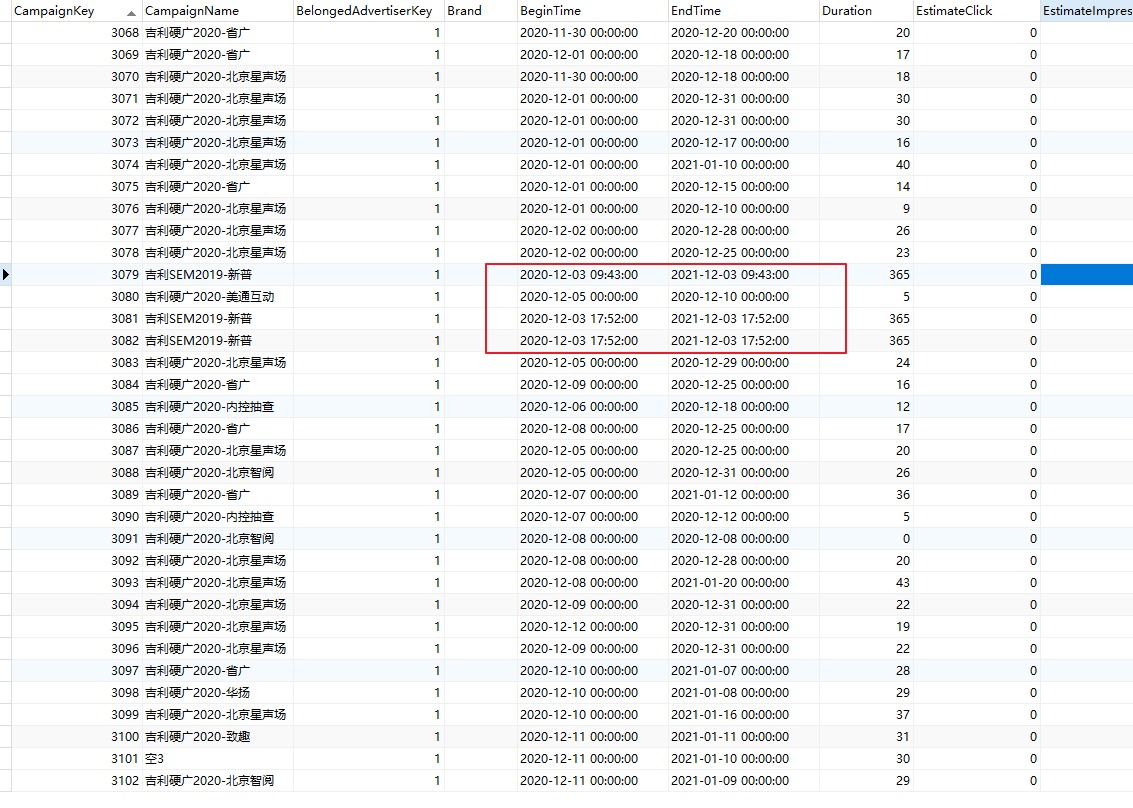 CampaignKey CampaignName BelongedAdvertiserKey Brand BeginTime EndTime Duration EstimateClick EstimateImpres
3068 吉利硬广2020-省广 1 2020-11-30 00:00:00 2020-12-20 00:00:00 20 0
3069 吉利硬广2020-省广 1 2020-12-01 00:00:00 2020-12-18 00:00:00 17 0
3070 吉利硬广2020-北京星声场 1 2020-11-30 00:00:00 2020-12-18 00:00:00 18 0
3071 吉利硬广2020-北京星声场 1 2020-12-01 00:00:00 2020-12-31 00:00:00 30 0
3072 吉利硬广2020-北京星声场 1 2020-12-01 00:00:00 2020-12-31 00:00:00 30 0
3073 吉利硬广2020-北京星声场 1 2020-12-01 00:00:00 2020-12-17 00:00:00 16 0
3074 吉利硬广2020-北京星声场 1 2020-12-01 00:00:00 2021-01-10 00:00:00 40 0
3075 吉利硬广2020-省广 1 2020-12-01 00:00:00 2020-12-15 00:00:00 14 0
3076 吉利硬广2020-北京星声场 1 2020-12-01 00:00:00 2020-12-10 00:00:00 9 0
3077 吉利硬广2020-北京星声场 1 2020-12-02 00:00:00 2020-12-28 00:00:00 26 0
3078 吉利硬广2020-北京星声场 1 2020-12-02 00:00:00 2020-12-25 00:00:00 23 0
3079 吉利SEM2019-新普 1 2020-12-03 09:43:00 2021-12-03 09:43:00 365 0
3080 吉利硬广2020-美通互动 1 2020-12-05 00:00:00 2020-12-10 00:00:00 5 0
3081 吉利SEM2019-新普 1 2020-12-03 17:52:00 2021-12-03 17:52:00 365 0
3082 吉利SEM2019-新普 1 2020-12-03 17:52:00 2021-12-03 17:52:00 365 0
3083 吉利硬广2020-北京星声场 1 2020-12-05 00:00:00 2020-12-29 00:00:00 24 0
3084 吉利硬广2020-省广 1 2020-12-09 00:00:00 2020-12-25 00:00:00 16 0
3085 吉利硬广2020-内控抽查 1 2020-12-06 00:00:00 2020-12-18 00:00:00 12 0
3086 吉利硬广2020-省广 1 2020-12-08 00:00:00 2020-12-25 00:00:00 17 0
3087 吉利硬广2020-北京星声场 1 2020-12-05 00:00:00 2020-12-25 00:00:00 20 0
3088 吉利硬广2020-北京智阅 1 2020-12-05 00:00:00 2020-12-31 00:00:00 26 0
3089 吉利硬广2020-省广 1 2020-12-07 00:00:00 2021-01-12 00:00:00 36 0
3090 吉利硬广2020-内控抽查 1 2020-12-07 00:00:00 2020-12-12 00:00:00 5 0
3091 吉利硬广2020-北京智阅 1 2020-12-08 00:00:00 2020-12-08 00:00:00 0 0
3092 吉利硬广2020-北京星声场 1 2020-12-08 00:00:00 2020-12-28 00:00:00 20 0
3093 吉利硬广2020-北京星声场 1 2020-12-08 00:00:00 2021-01-20 00:00:00 43 0
3094 吉利硬广2020-北京星声场 1 2020-12-09 00:00:00 2020-12-31 00:00:00 22 0
3095 吉利硬广2020-北京星声场 1 2020-12-12 00:00:00 2020-12-31 00:00:00 19 0
3096 吉利硬广2020-北京星声场 1 2020-12-09 00:00:00 2020-12-31 00:00:00 22 0
3097 吉利硬广2020-省广 1 2020-12-10 00:00:00 2021-01-07 00:00:00 28 0
3098 吉利硬广2020-华扬 1 2020-12-10 00:00:00 2021-01-08 00:00:00 29 0
3099 吉利硬广2020-北京星声场 1 2020-12-10 00:00:00 2021-01-16 00:00:00 37 0
3100 吉利硬广2020-致趣 1 2020-12-11 00:00:00 2021-01-11 00:00:00 31 0
3101 空3 1 2020-12-11 00:00:00 2021-01-10 00:00:00 30 0
3102 吉利硬广2020-北京智阅 1 2020-12-11 00:00:00 2021-01-09 00:00:00 29 0